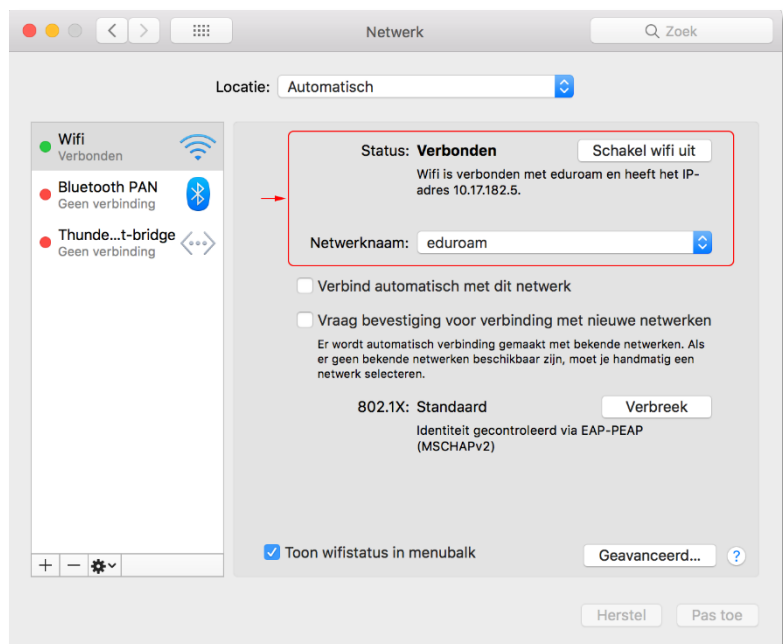 Netwerk
Zoek
Locatie: Automatisch
Wifi
Verbonden
Bluetooth PAN
Geen verbinding
Thunde...t-bridge
Geen verbinding
Status: Verbonden
Schakel wifi uit
Wifi is verbonden met eduroam en heeft het IP-
adres 10.17.182.5.
Netwerknaam: eduroam
Verbind automatisch met dit netwerk
Vraag bevestiging voor verbinding met nieuwe netwerken
Er wordt automatisch verbinding gemaakt met bekende netwerken. Als
er geen bekende netwerken beschikbaar zijn, moet je handmatig een
netwerk selecteren.
802.1X: Standaard
Verbreek
Identiteit gecontroleerd via EAP-PEAP
(MSCHAPv2)
Toon wifistatus in menubalk
Geavanceerd...
?
Herstel
Pas toe